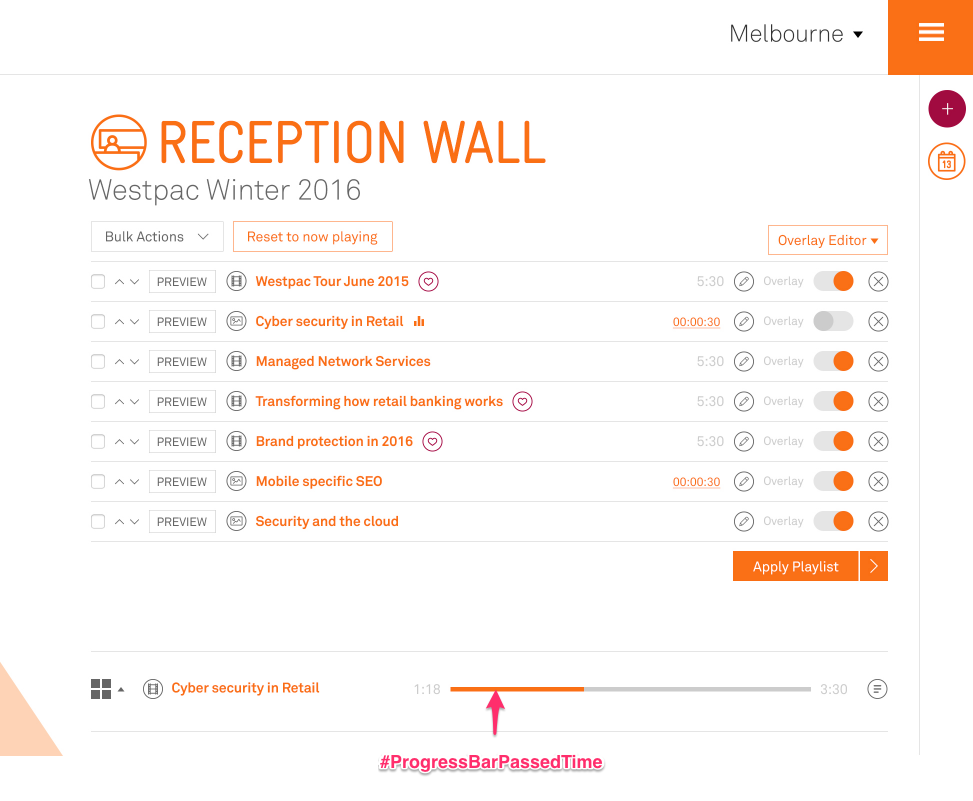 Melbourne
13
RECEPTION WALL
Westpac Winter 2016
Bulk Actions
Reset to now playing
Overlay Editor
PREVIEW Westpac Tour June 2015 5:30 Overlay
PREVIEW Cyber security in Retail 00:00:30 Overlay
PREVIEW Managed Network Services 5:30 Overlay
PREVIEW Transforming how retail banking works 5:30 Overlay
PREVIEW Brand protection in 2016 5:30 Overlay
PREVIEW Mobile specific SEO 00:00:30 Overlay
PREVIEW Security and the cloud Overlay
Apply Playlist
Cyber security in Retail 1:18 3:30
#ProgressBarPassedTime